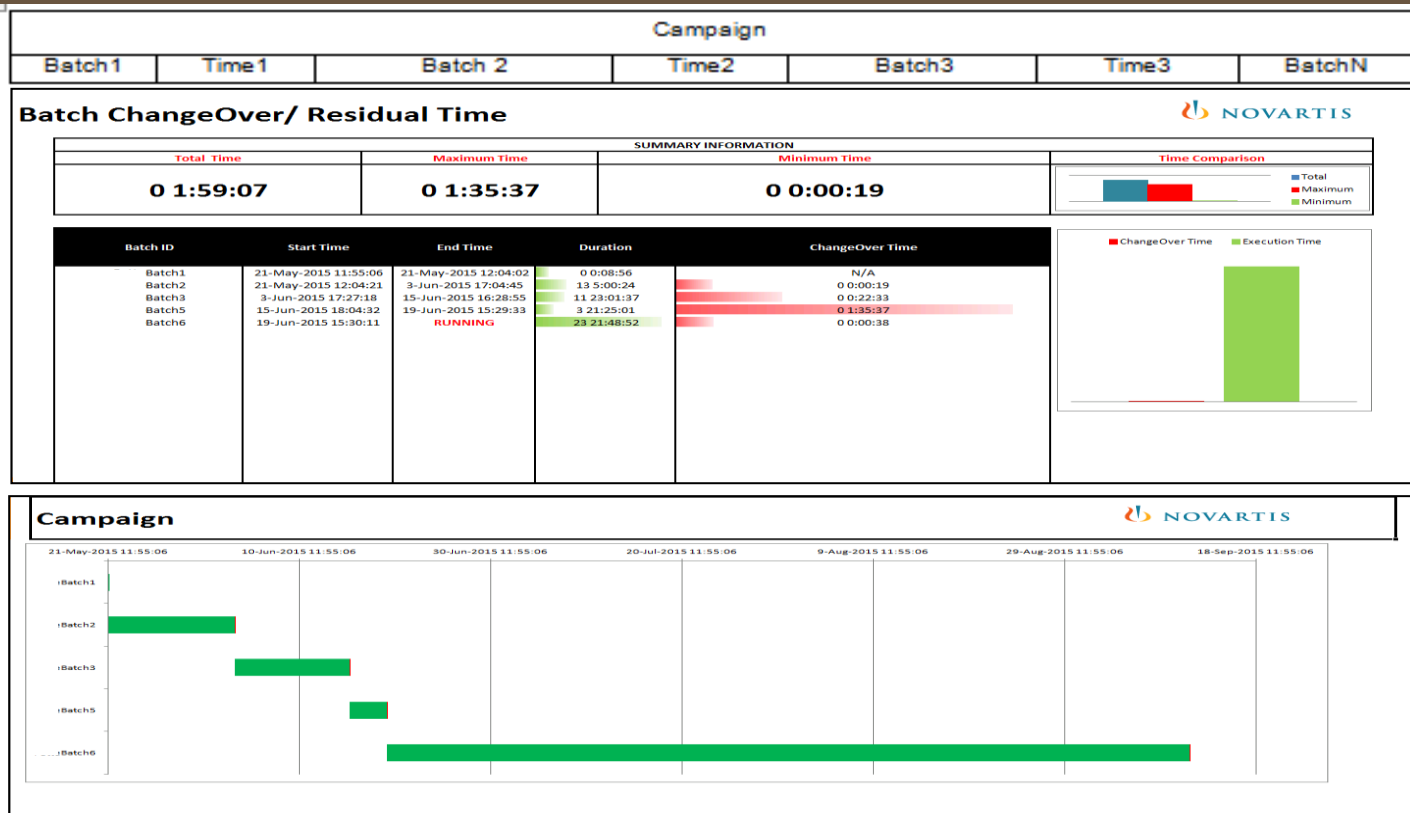 Campaign
Batch1 Time1 Batch 2 Time2 Batch3 Time3 BatchN
Batch ChangeOver/ Residual Time
NOVARTIS
SUMMARY INFORMATION
Total Time Maximum Time Minimum Time Time Comparison
0 1:59:07 0 1:35:37 0 0:00:19
Total
Maximum
Minimum
Batch ID Start Time End Time Duration ChangeOver Time
Batch1 21-May-2015 11:55:06 21-May-2015 12:04:02 0 0:08:56 N/A
Batch2 21-May-2015 12:04:21 3-Jun-2015 17:04:45 13 5:00:24 0 0:00:19
Batch3 3-Jun-2015 17:27:18 15-Jun-2015 16:28:55 11 23:01:37 0 0:22:33
Batch5 15-Jun-2015 18:04:32 19-Jun-2015 15:29:33 3 21:25:01 0 1:35:37
Batch6 19-Jun-2015 15:30:11 RUNNING 23 21:48:52 0 0:00:38
ChangeOver Time Execution Time
Campaign
NOVARTIS
21-May-2015 11:55:06 10-Jun-2015 11:55:06 30-Jun-2015 11:55:06 20-Jul-2015 11:55:06 9-Aug-2015 11:55:06 29-Aug-2015 11:55:06 18-Sep-2015 11:55:06
Batch1
Batch2
Batch3
Batch5
Batch6